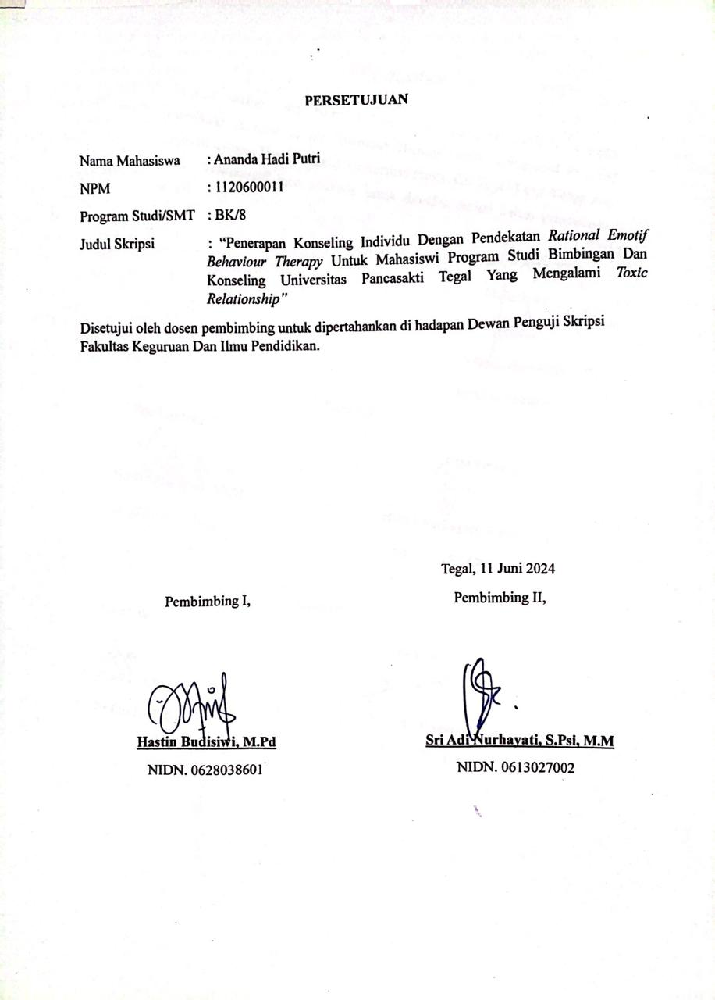 PERSETUJUAN
Nama Mahasiswa : Ananda Hadi Putri
NPM : 1120600011
Program Studi/SMT : BK/8
Judul Skripsi : “Penerapan Konseling Individu Dengan Pendekatan Rational Emotif
Behaviour Therapy Untuk Mahasiswi Program Studi Bimbingan Dan
Konseling Universitas Pancasakti Tegal Yang Mengalami Toxic
Relationship”
Disetujui oleh dosen pembimbing untuk dipertahankan di hadapan Dewan Penguji Skripsi
Fakultas Keguruan Dan Ilmu Pendidikan.
Tegal, 11 Juni 2024
Pembimbing I, Pembimbing II,
Hastin Budisiwi, M.Pd Sri Adi Nurhayati, S.Psi, M.M
NIDN. 0628038601 NIDN. 0613027002